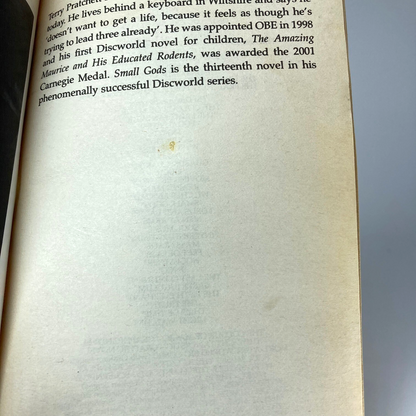 Terry Pratchett
today. He lives behind a keyboard in Wiltshire and says he
'doesn't want to get a life, because it feels as though he's
trying to lead three already'. He was appointed OBE in 1998
and his first Discworld novel for children, The Amazing
Maurice and His Educated Rodents, was awarded the 2001
Carnegie Medal. Small Gods is the thirteenth novel in his
phenomenally successful Discworld series.